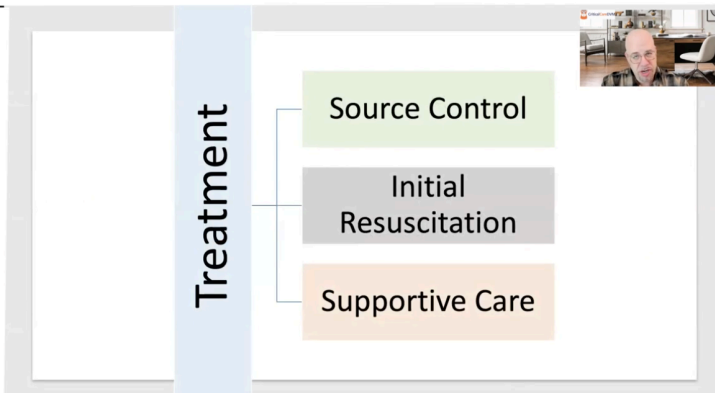 Treatment
Source Control
Initial
Resuscitation
Supportive Care